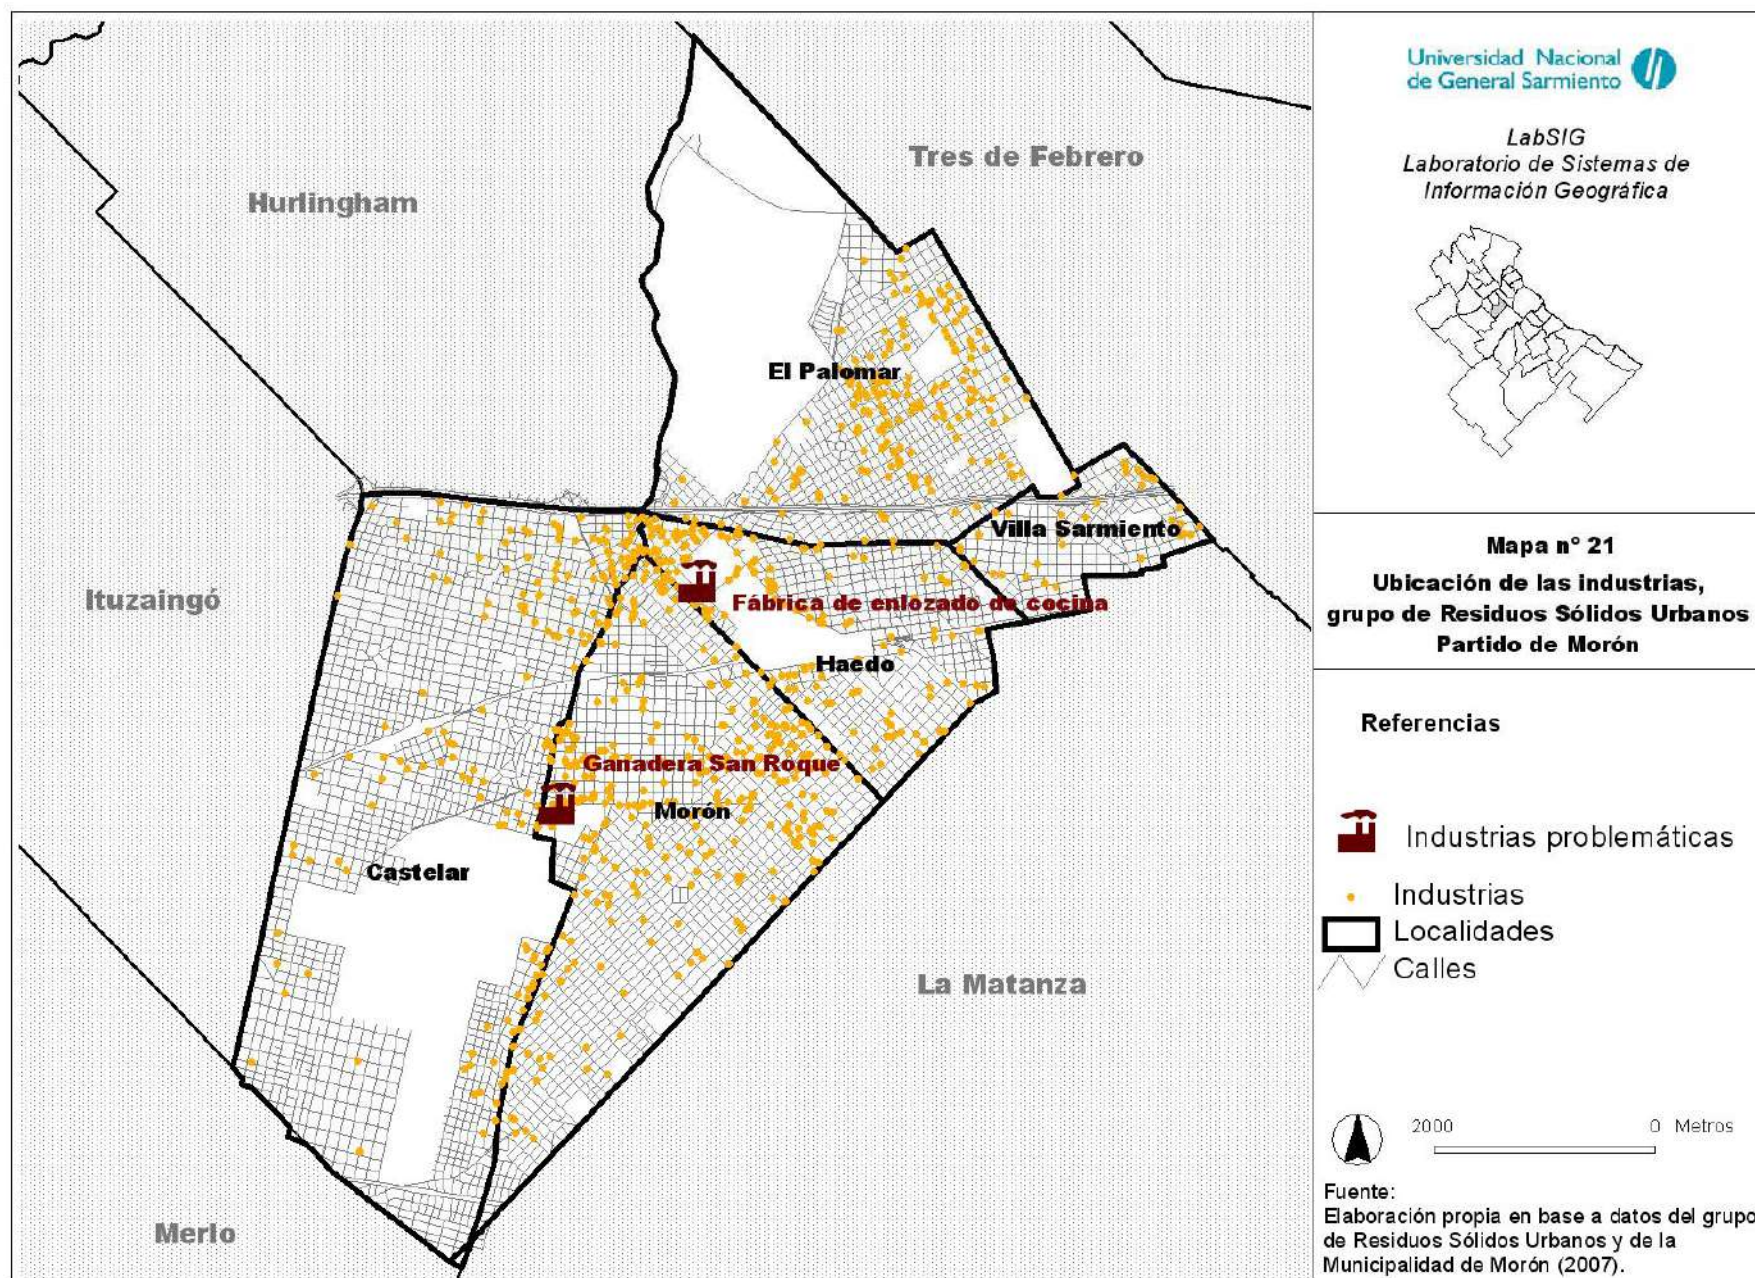 Hurlingham
Tres de Febrero
El Palomar
Villa Sarmiento
Ituzaingó
Fábrica de enlozado de cocina
Haedo
Ganadera San Roque
Morón
Castelar
La Matanza
Merlo
Universidad Nacional
de General Sarmiento
LabSIG
Laboratorio de Sistemas de
Información Geográfica
Mapa n° 21
Ubicación de las industrias,
grupo de Residuos Sólidos Urbanos
Partido de Morón
Referencias
Industrias problemáticas
Industrias
Localidades
Calles
2000 0 Metros
Fuente:
Elaboración propia en base a datos del grupo
de Residuos Sólidos Urbanos y de la
Municipalidad de Morón (2007).